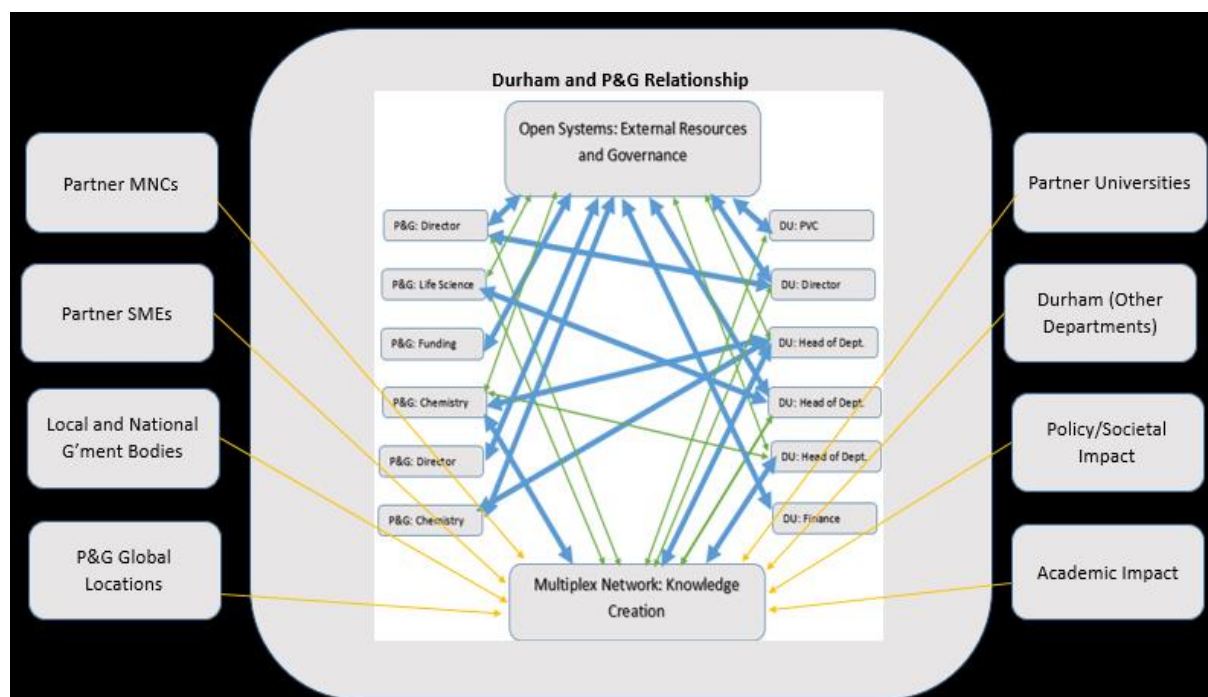 Durham and P&G Relationship
Open Systems: External Resources
and Governance
Partner MNCs
Partner SMEs
Local and National
G'ment Bodies
P&G Global
Locations
P&G: Director
P&G: Life Science
P&G: Funding
P&G: Chemistry
P&G: Director
P&G: Chemistry
DU: PVC
DU: Director
DU: Head of Dept.
DU: Head of Dept.
DU: Head of Dept.
DU: Finance
Partner Universities
Durham (Other
Departments)
Policy/Societal
Impact
Academic Impact
Multiplex Network: Knowledge
Creation